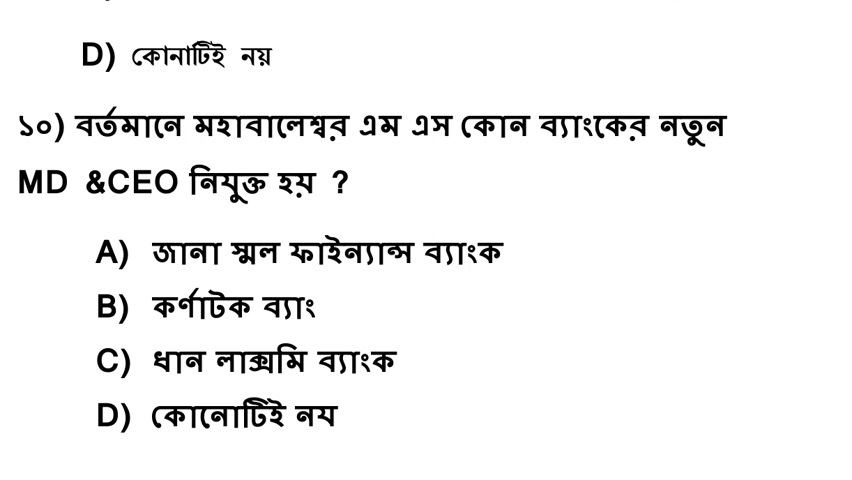 D) কোনাটিই নয়
১০) বর্তমানে মহাবালেশ্বর এম এস কোন ব্যাংকের নতুন
MD &CEO নিযুক্ত হয় ?
A) জানা স্মল ফাইন্যান্স ব্যাংক
B) কর্ণাটক ব্যাং
C) ধান লাক্সমি ব্যাংক
D) কোনোটিই নয